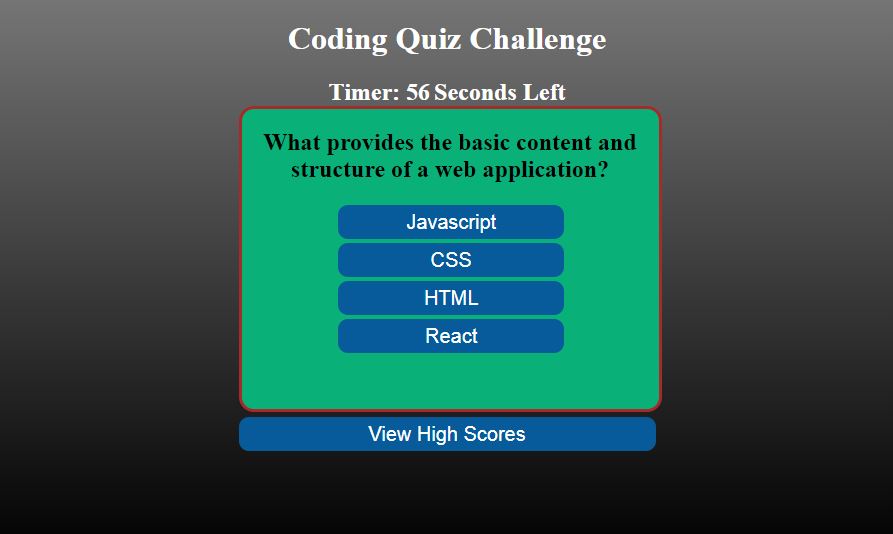 Coding Quiz Challenge
Timer: 56 Seconds Left
What provides the basic content and
structure of a web application?
Javascript
CSS
HTML
React
View High Scores